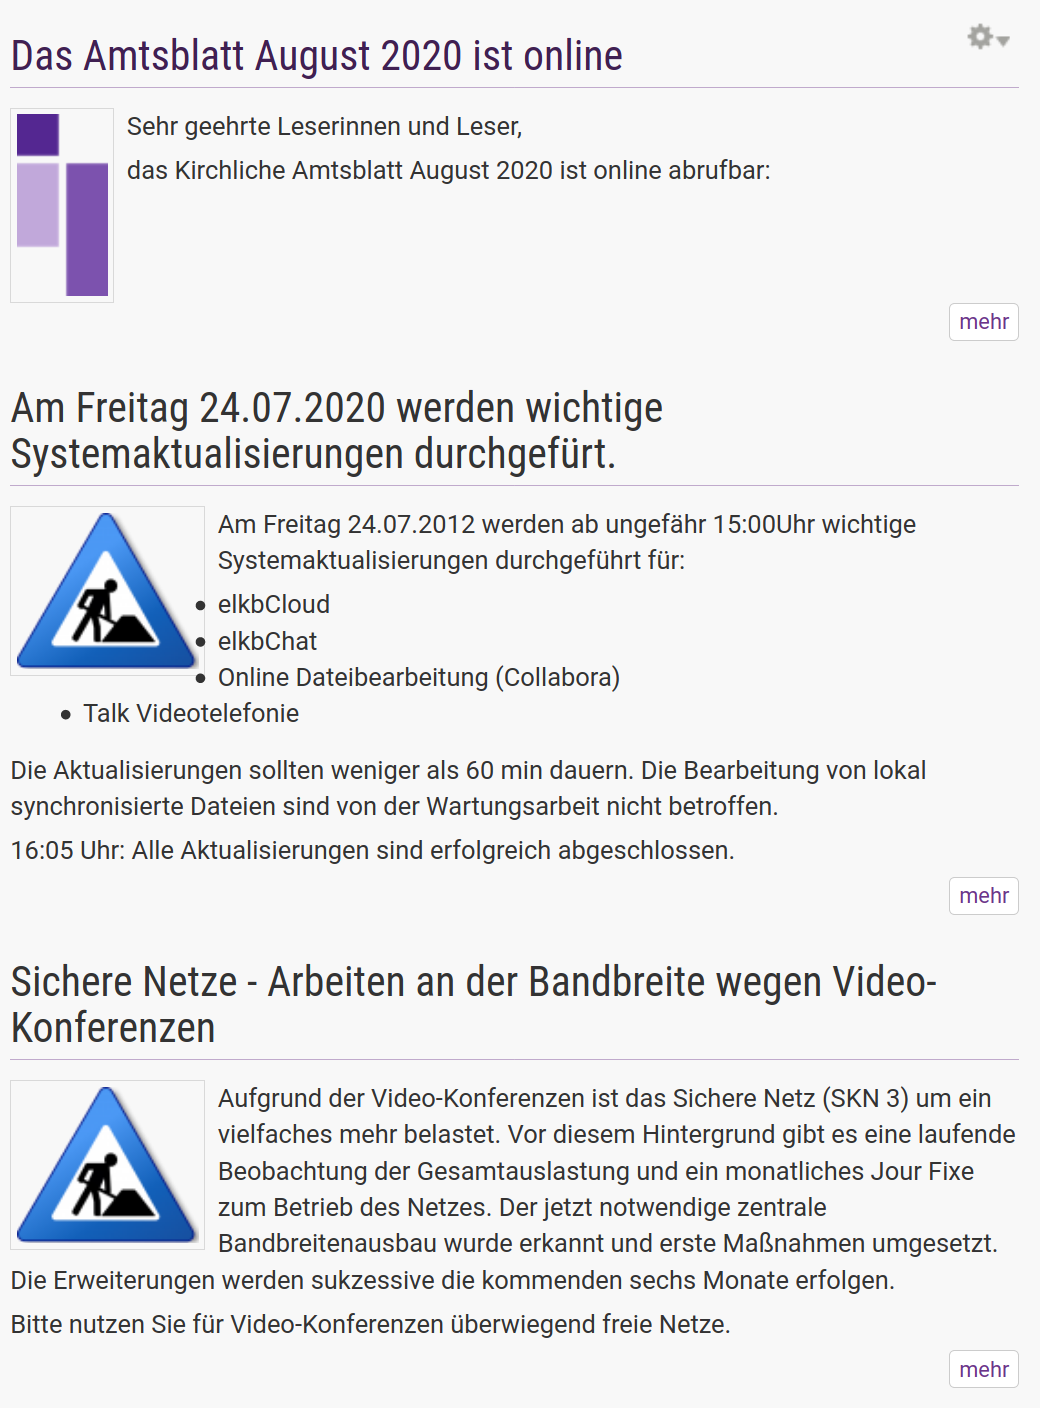 Das Amtsblatt August 2020 ist online
Sehr geehrte Leserinnen und Leser,
das Kirchliche Amtsblatt August 2020 ist online abrufbar:
mehr
Am Freitag 24.07.2020 werden wichtige
Systemaktualisierungen durchgefürt.
Am Freitag 24.07.2012 werden ab ungefähr 15:00Uhr wichtige
Systemaktualisierungen durchgeführt für:
• elkbCloud
• elkbChat
• Online Dateibearbeitung (Collabora)
• Talk Videotelefonie
Die Aktualisierungen sollten weniger als 60 min dauern. Die Bearbeitung von lokal
synchronisierte Dateien sind von der Wartungsarbeit nicht betroffen.
16:05 Uhr: Alle Aktualisierungen sind erfolgreich abgeschlossen.
mehr
Sichere Netze - Arbeiten an der Bandbreite wegen Video-
Konferenzen
Aufgrund der Video-Konferenzen ist das Sichere Netz (SKN 3) um ein
vielfaches mehr belastet. Vor diesem Hintergrund gibt es eine laufende
Beobachtung der Gesamtauslastung und ein monatliches Jour Fixe
zum Betrieb des Netzes. Der jetzt notwendige zentrale
Bandbreitenausbau wurde erkannt und erste Maßnahmen umgesetzt.
Die Erweiterungen werden sukzessive die kommenden sechs Monate erfolgen.
Bitte nutzen Sie für Video-Konferenzen überwiegend freie Netze.
mehr